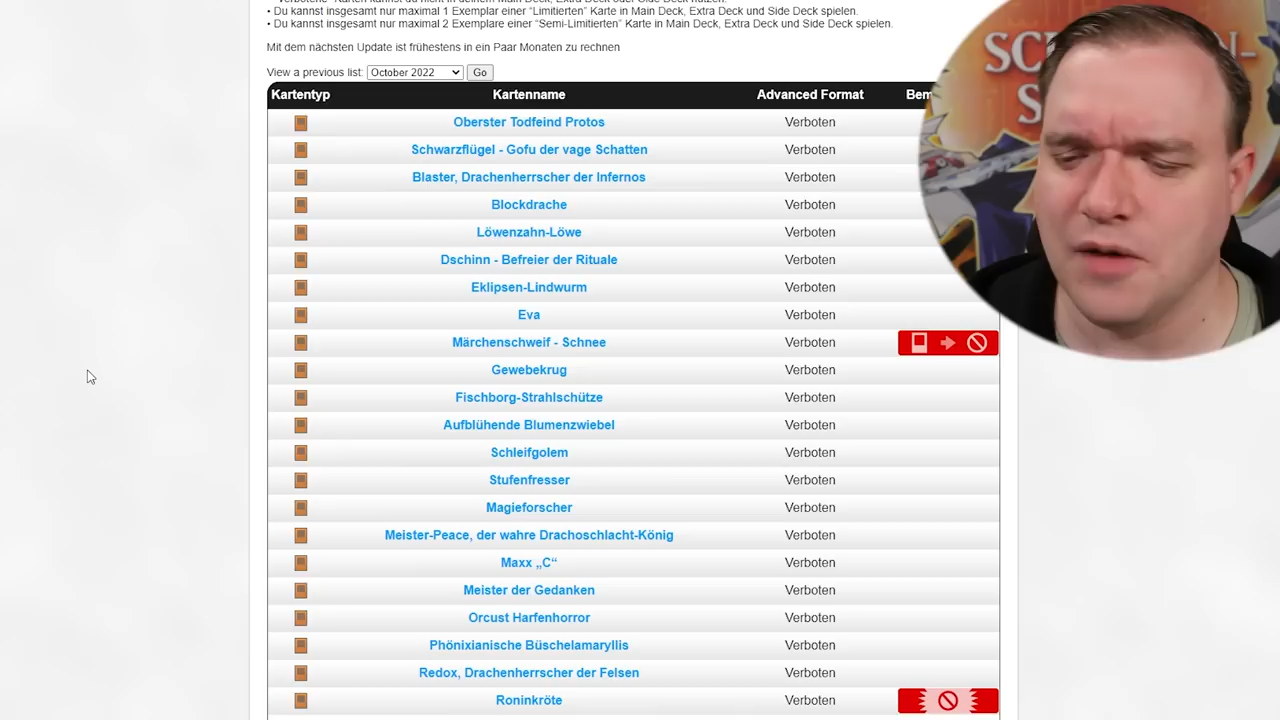 • Du kannst insgesamt nur maximal 1 Exemplar einer "Limitierten" Karte in Main Deck, Extra Deck und Side Deck spielen.
• Du kannst insgesamt nur maximal 2 Exemplare einer "Semi-Limitierten" Karte in Main Deck, Extra Deck und Side Deck spielen.
Mit dem nächsten Update ist frühestens in ein Paar Monaten zu rechnen
View a previous list: October 2022 Go
Kartentyp Kartenname Advanced Format
Oberster Todfeind Protos Verboten
Schwarzflügel - Gofu der vage Schatten Verboten
Blaster, Drachenherrscher der Infernos Verboten
Blockdrache Verboten
Löwenzahn-Löwe Verboten
Dschinn - Befreier der Rituale Verboten
Eklipsen-Lindwurm Verboten
Eva Verboten
Märchenschweif - Schnee Verboten
Gewebekrug Verboten
Fischborg-Strahlschütze Verboten
Aufblühende Blumenzwiebel Verboten
Schleifgolem Verboten
Stufenfresser Verboten
Magieforscher Verboten
Meister-Peace, der wahre Drachoschlacht-König Verboten
Maxx „C“ Verboten
Meister der Gedanken Verboten
Orcust Harfenhorror Verboten
Phönixianische Büschelamaryllis Verboten
Redox, Drachenherrscher der Felsen Verboten
Roninkröte Verboten